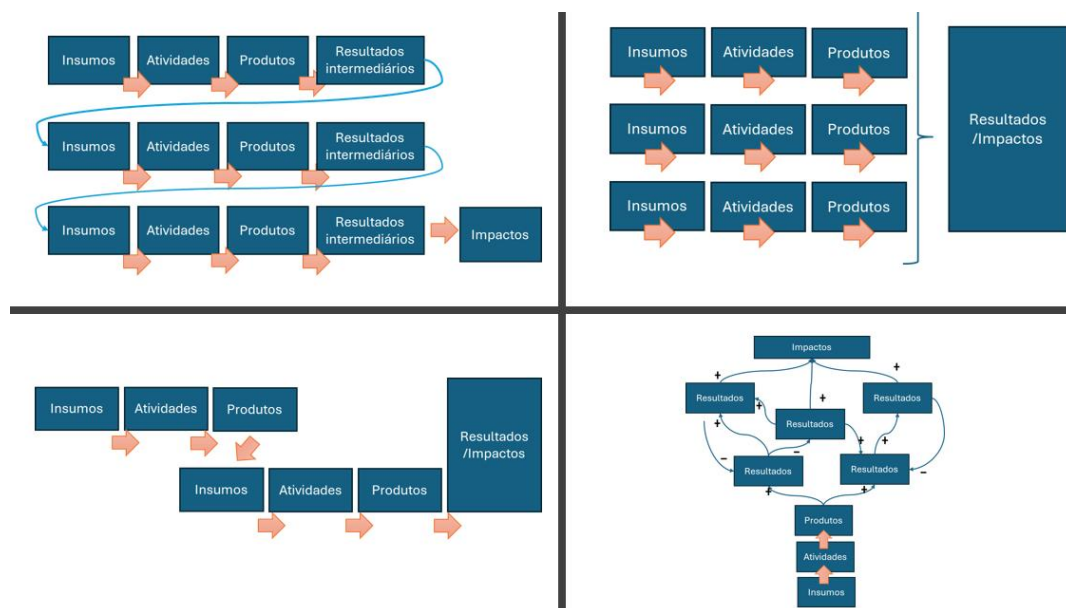 Insumos
Atividades
Produtos
Resultados
intermediários
Insumos
Atividades
Produtos
Resultados
intermediários
Insumos
Atividades
Produtos
Resultados
intermediários
Impactos
Insumos
Atividades
Produtos
Insumos
Atividades
Produtos
Insumos
Atividades
Produtos
Resultados
/Impactos
Insumos
Atividades
Produtos
Insumos
Atividades
Produtos
Resultados
/Impactos
Impactos
+
+
+
Resultados
Resultados
+
Resultados
+
+
+
−
−
Resultados
Resultados
−
+
+
Produtos
Atividades
Insumos